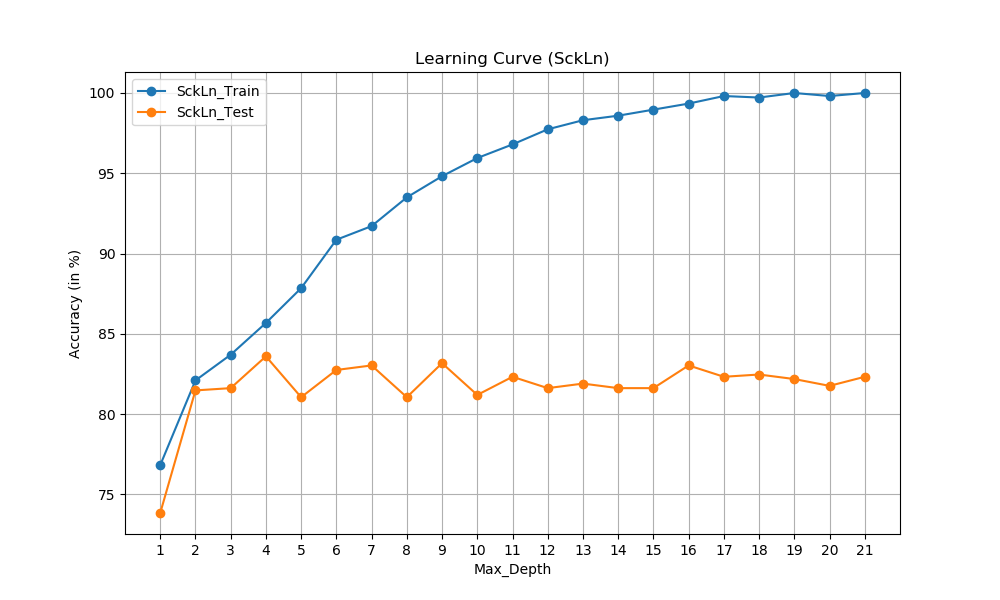 Learning Curve (SckLn)
SckLn_Train
SckLn_Test
Accuracy (in %)
100
95
90
85
80
75
1 2 3 4 5 6 7 8 9 10 11 12 13 14 15 16 17 18 19 20 21
Max_Depth